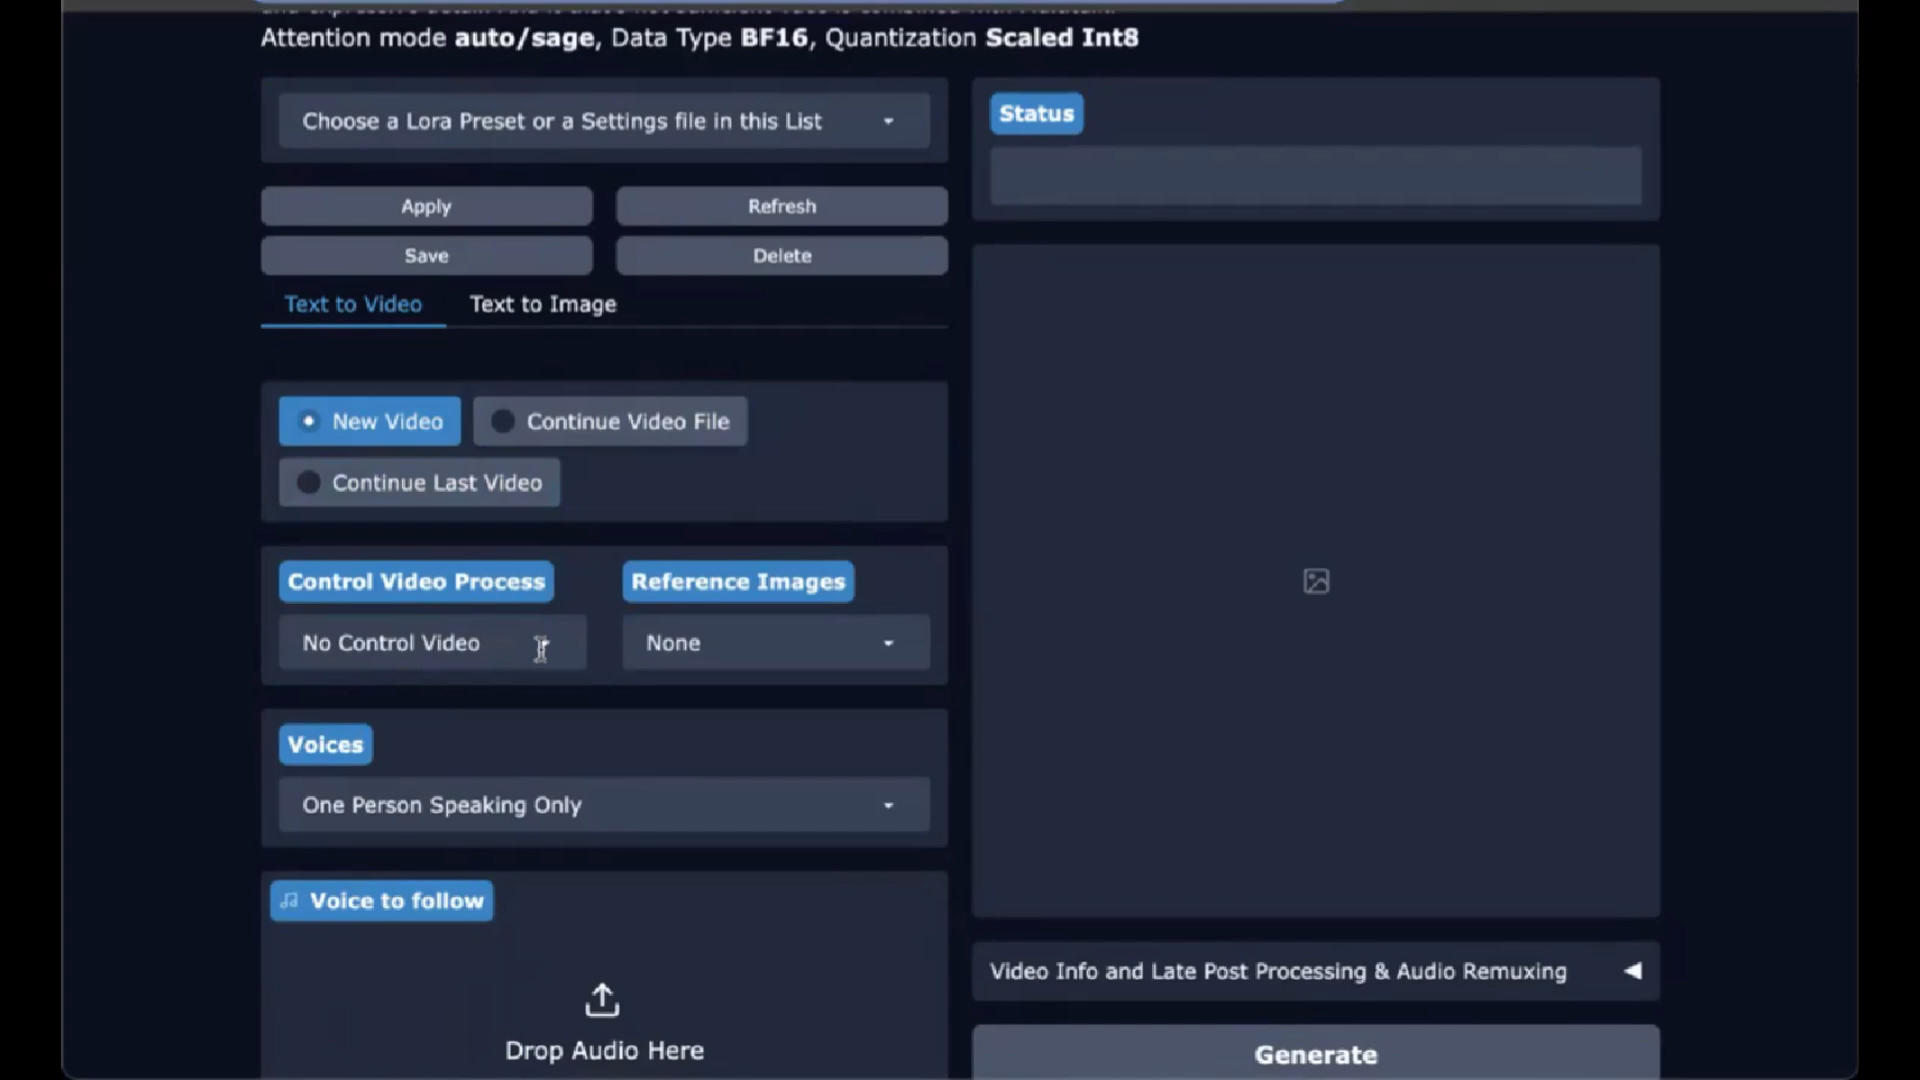 Attention mode auto/sage, Data Type BF16, Quantization Scaled Int8
Choose a Lora Preset or a Settings file in this List
Status
Apply
Refresh
Save
Delete
Text to Video
Text to Image
New Video
Continue Video File
Continue Last Video
Control Video Process
Reference Images
No Control Video
None
Voices
One Person Speaking Only
Voice to follow
Drop Audio Here
Video Info and Late Post Processing & Audio Remuxing
Generate